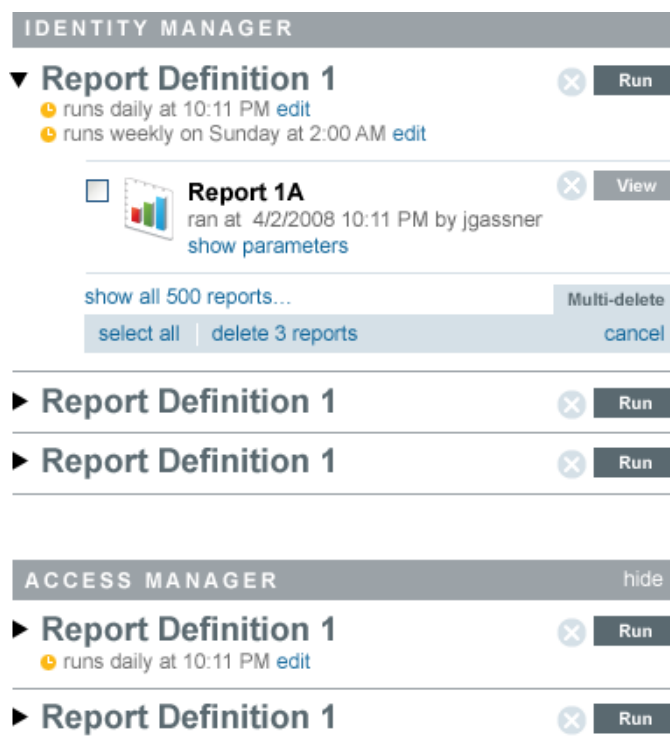 IDENTITY MANAGER
Report Definition 1 Run
runs daily at 10:11 PM edit
runs weekly on Sunday at 2:00 AM edit
Report 1A View
ran at 4/2/2008 10:11 PM by jgassner
show parameters
show all 500 reports... Multi-delete
select all delete 3 reports cancel
Report Definition 1 Run
Report Definition 1 Run
ACCESS MANAGER hide
Report Definition 1 Run
runs daily at 10:11 PM edit
Report Definition 1 Run